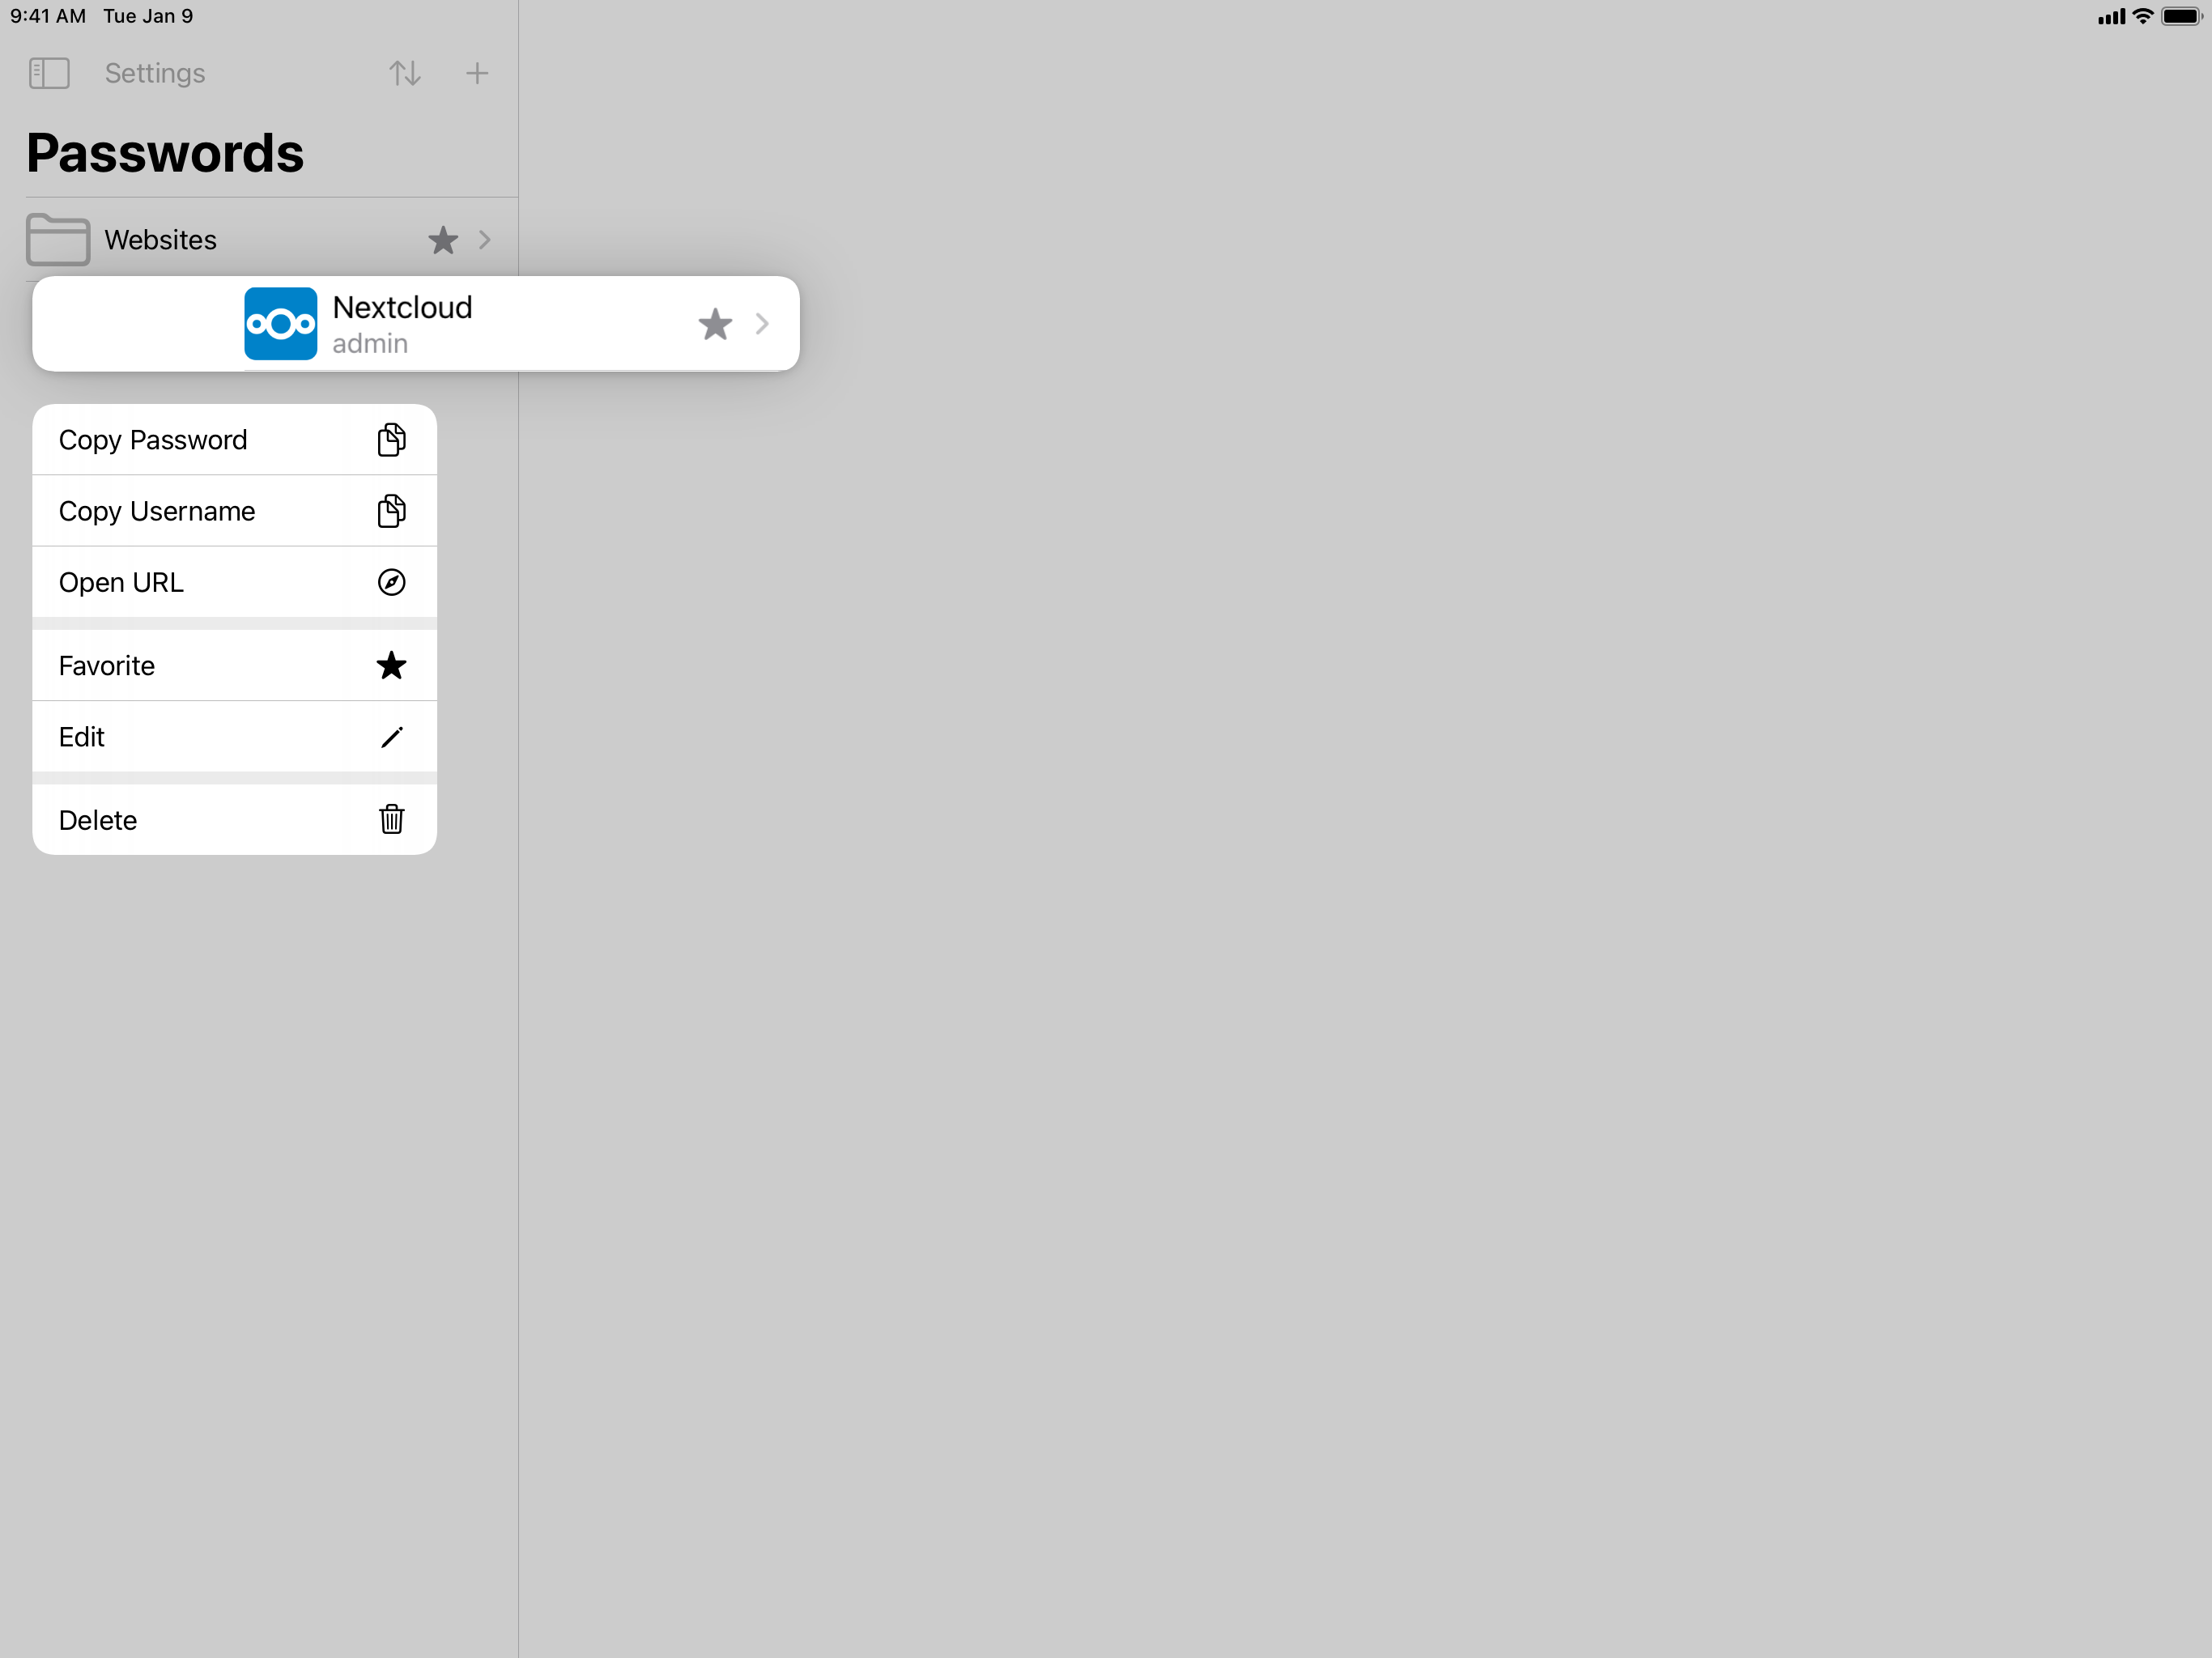 9:41 AM Tue Jan 9
Settings
Passwords
Websites
Nextcloud
admin
Copy Password
Copy Username
Open URL
Favorite
Edit
Delete